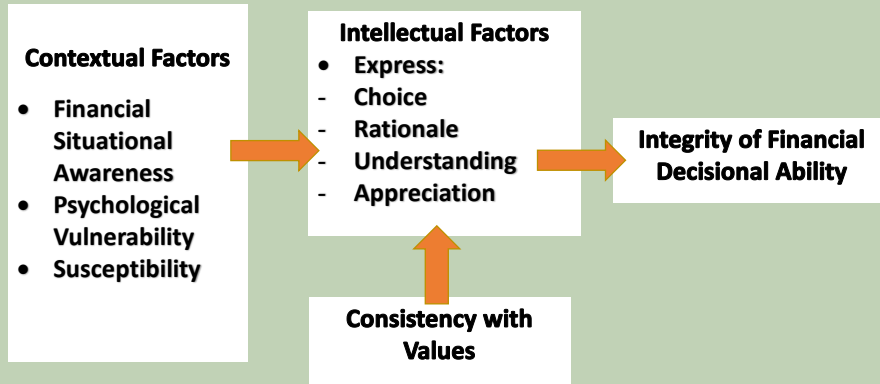 Contextual Factors
• Financial
Situational
Awareness
• Psychological
Vulnerability
• Susceptibility
Intellectual Factors
• Express:
- Choice
- Rationale
- Understanding
- Appreciation
Consistency with
Values
Integrity of Financial
Decisional Ability